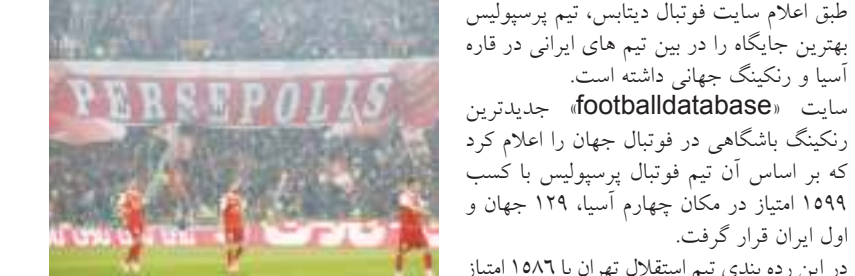 طبق اعلام سایت فوتبال دیتابس، تیم پرسپولیس
بهترین جایگاه را در بین تیم های ایرانی در قاره
آسیا و رنکینگ جهانی داشته است.
سایت «footballdatabase» جدیدترین
رنکینگ باشگاهی در فوتبال جهان را اعلام کرد
که بر اساس آن تیم فوتبال پرسپولیس با کسب
۱۵۹۹ امتیاز در مکان چهارم آسیا، ۱۲۹ جهان و
اول ایران قرار گرفت.
در این رده بندی تیم استقلال تهران با ۱۵۸۶ امتیاز
PERSEPOLIS